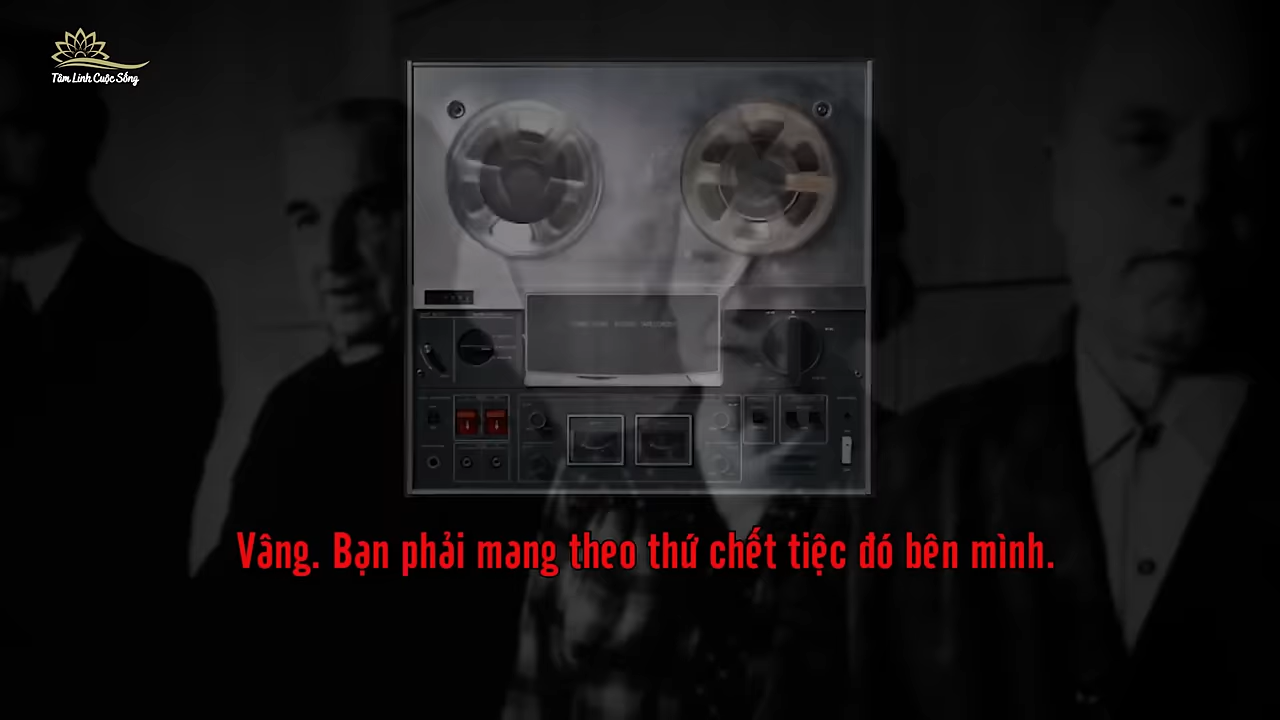 Tâm Linh Cuộc Sống
Vâng. Bạn phải mang theo thứ chết tiệc đó bên mình.